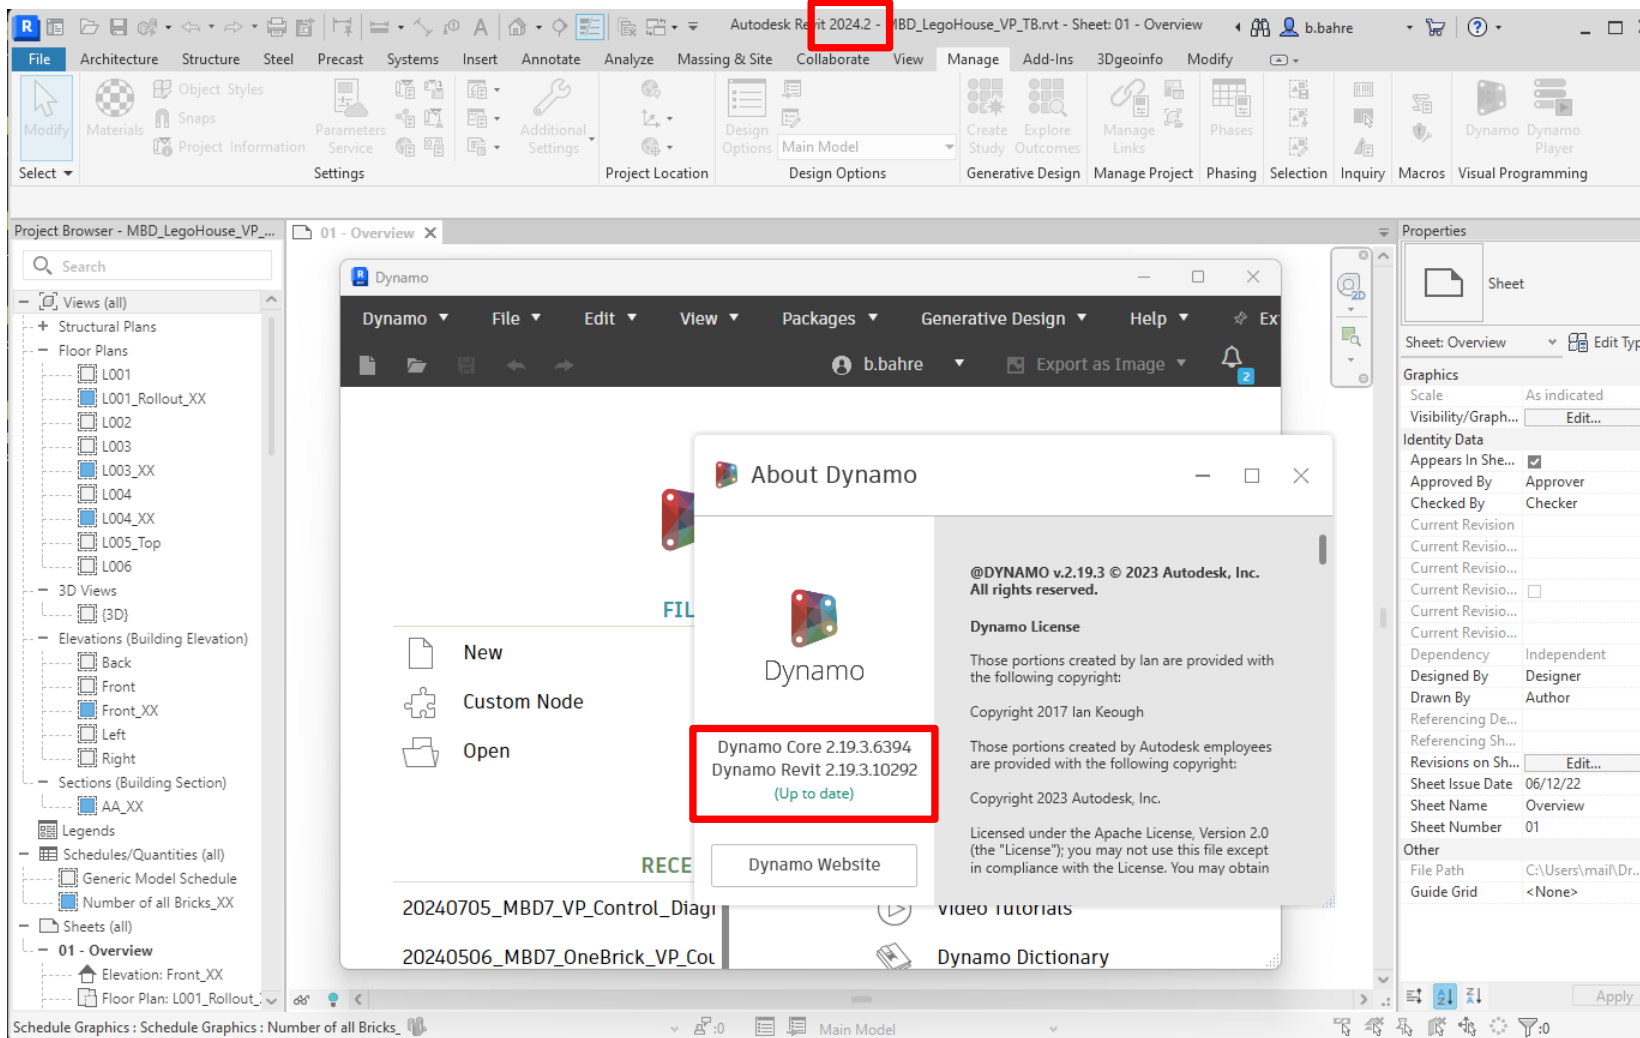 Autodesk Revit 2024.2 - MBD_LegoHouse_VP_TB.rvt - Sheet: 01 - Overview
b.bahre
File Architecture Structure Steel Precast Systems Insert Annotate Analyze Massing & Site Collaborate View Manage Add-Ins 3Dgeoinfo Modify
Modify
Materials
Object Styles
Snaps
Project Information
Parameters
Service
Additional
Settings
Design
Options
Main Model
Create
Study
Explore
Outcomes
Manage
Links
Phases
Dynamo
Dynamo
Player
Select
Settings
Project Location
Design Options
Generative Design
Manage Project
Phasing
Selection
Inquiry
Macros
Visual Programming
Project Browser - MBD_LegoHouse_VP_...
Search
Views (all)
Structural Plans
Floor Plans
L001
L001_Rollout_XX
L002
L003
L003_XX
L004
L004_XX
L005_Top
L006
3D Views
{3D}
Elevations (Building Elevation)
Back
Front
Front_XX
Left
Right
Sections (Building Section)
AA_XX
Legends
Schedules/Quantities (all)
Generic Model Schedule
Number of all Bricks_XX
Sheets (all)
01 - Overview
Elevation: Front_XX
Floor Plan: L001_Rollout_
01 - Overview
Dynamo
Dynamo File Edit View Packages Generative Design Help Ex
b.bahre
Export as Image
2
FIL
New
Custom Node
Open
RECE
20240705_MBD7_VP_Control_Diagr
20240506_MBD7_OneBrick_VP_Cou
Video Tutorials
Dynamo Dictionary
About Dynamo
Dynamo
Dynamo Core 2.19.3.6394
Dynamo Revit 2.19.3.10292
(Up to date)
Dynamo Website
@DYNAMO v.2.19.3 © 2023 Autodesk, Inc.
All rights reserved.
Dynamo License
Those portions created by Ian are provided with
the following copyright:
Copyright 2017 Ian Keough
Those portions created by Autodesk employees
are provided with the following copyright:
Copyright 2023 Autodesk, Inc.
Licensed under the Apache License, Version 2.0
(the "License"); you may not use this file except
in compliance with the License. You may obtain
2D
Properties
Sheet
Sheet: Overview
Edit Typ
Graphics
Scale As indicated
Visibility/Graph... Edit...
Identity Data
Appears In She...
Approved By Approver
Checked By Checker
Current Revision
Current Revisio...
Current Revisio...
Current Revisio...
Current Revisio...
Current Revisio...
Dependency Independent
Designed By Designer
Drawn By Author
Referencing De...
Referencing Sh...
Revisions on Sh... Edit...
Sheet Issue Date 06/12/22
Sheet Name Overview
Sheet Number 01
Other
File Path C:\Users\mail\Dr...
Guide Grid <None>
Apply
Schedule Graphics : Schedule Graphics : Number of all Bricks_
:0
Main Model
:0